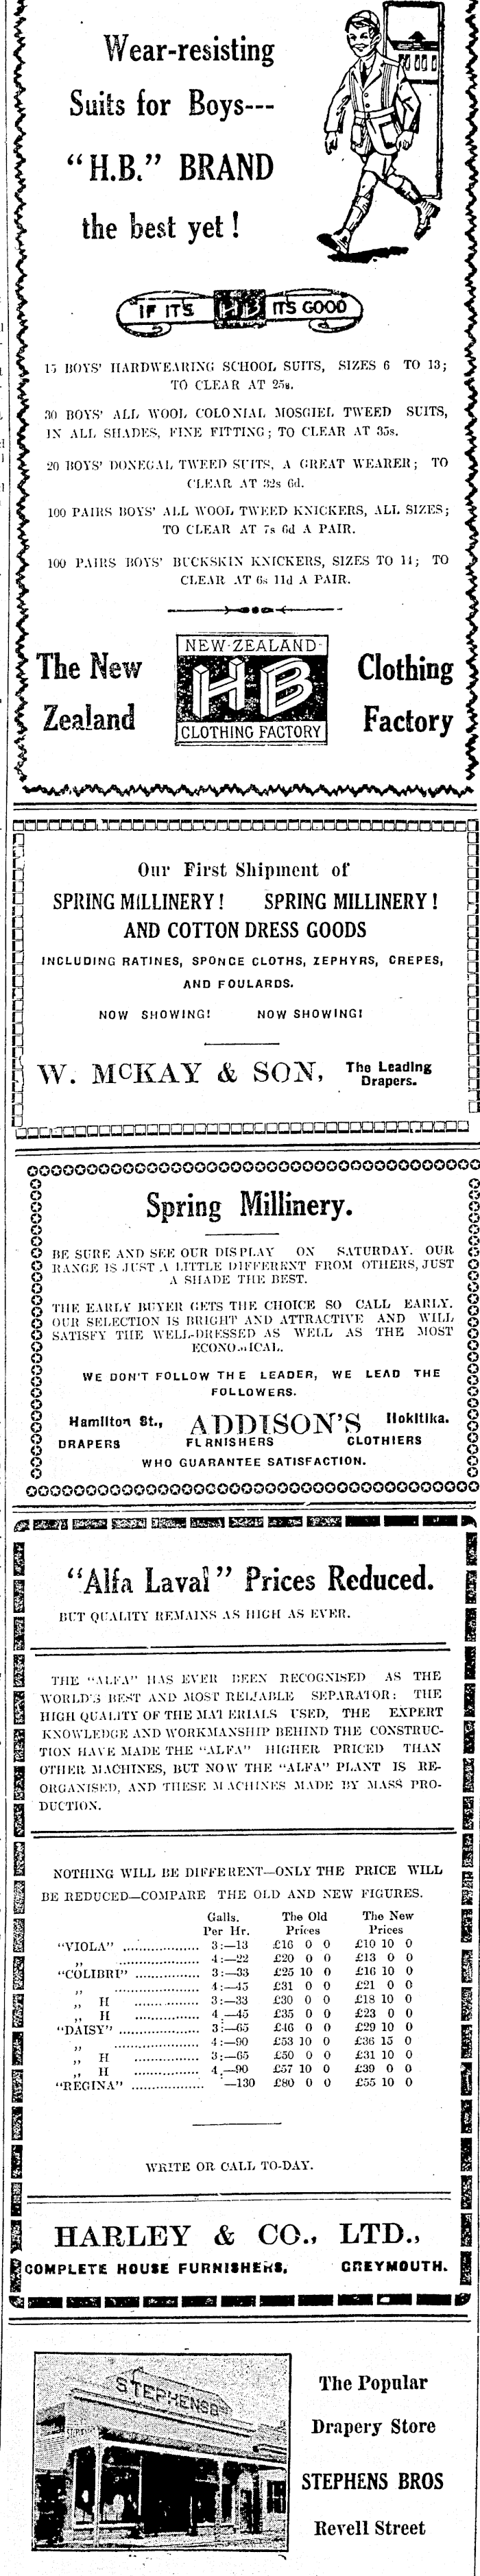 Wear-resisting
Suits for Boys---
"H.B." BRAND
the best yet!
IF IT'S HB IT'S GOOD
15 BOYS' HARDWEARING SCHOOL SUITS, SIZES 6 TO 13;
TO CLEAR AT 25s.
30 BOYS' ALL WOOL COLONIAL MOSGIEL TWEED SUITS,
IN ALL SHADES, FINE FITTING; TO CLEAR AT 35s.
20 BOYS' DONEGAL TWEED SUITS, A GREAT WEARER; TO
CLEAR AT 32s 6d.
100 PAIRS BOYS' ALL WOOL TWEED KNICKERS, ALL SIZES;
TO CLEAR AT 7s 6d A PAIR.
100 PAIRS BOYS' BUCKSKIN KNICKERS, SIZES TO 11; TO
CLEAR AT 6s 11d A PAIR.
The New
Zealand
NEW-ZEALAND
HB
CLOTHING FACTORY
Clothing
Factory
Our First Shipment of
SPRING MILLINERY! SPRING MILLINERY!
AND COTTON DRESS GOODS
INCLUDING RATINES, SPONGE CLOTHS, ZEPHYRS, CREPES,
AND FOULARDS.
NOW SHOWING! NOW SHOWING!
W. McKAY & SON, The Leading
Drapers.
Spring Millinery.
BE SURE AND SEE OUR DISPLAY ON SATURDAY. OUR
RANGE IS JUST A LITTLE DIFFERENT FROM OTHERS, JUST
A SHADE THE BEST.
THE EARLY BUYER GETS THE CHOICE SO CALL EARLY.
OUR SELECTION IS BRIGHT AND ATTRACTIVE AND WILL
SATISFY THE WELL-DRESSED AS WELL AS THE MOST
ECONOMICAL.
WE DON'T FOLLOW THE LEADER, WE LEAD THE
FOLLOWERS.
Hamilton St., ADDISON'S Hokitika.
DRAPERS FURNISHERS CLOTHIERS
WHO GUARANTEE SATISFACTION.
"Alfa Laval" Prices Reduced.
BUT QUALITY REMAINS AS HIGH AS EVER.
THE "ALFA" HAS EVER BEEN RECOGNISED AS THE
WORLD'S BEST AND MOST RELIABLE SEPARATOR: THE
HIGH QUALITY OF THE MATERIALS USED, THE EXPERT
KNOWLEDGE AND WORKMANSHIP BEHIND THE CONSTRUC-
TION HAVE MADE THE "ALFA" HIGHER PRICED THAN
OTHER MACHINES, BUT NOW THE "ALFA" PLANT IS RE-
ORGANISED, AND THESE MACHINES MADE BY MASS PRO-
DUCTION.
NOTHING WILL BE DIFFERENT—ONLY THE PRICE WILL
BE REDUCED—COMPARE THE OLD AND NEW FIGURES.
Galls. The Old The New
Per Hr. Prices Prices
"VIOLA" .................. 3:—13 £16 0 0 £10 10 0
,, .................. 4:—22 £20 0 0 £13 0 0
"COLIBRI" ............... 3:—33 £25 10 0 £16 10 0
,, .................. 4:—45 £31 0 0 £21 0 0
,, H ............... 3:—33 £30 0 0 £18 10 0
,, H ............... 4—45 £35 0 0 £23 0 0
"DAISY" .................. 3:—65 £46 0 0 £29 10 0
,, .................. 4:—90 £53 10 0 £36 15 0
,, H ............... 3:—65 £50 0 0 £31 10 0
,, H ............... 4.—90 £57 10 0 £39 0 0
"REGINA" .................. —130 £80 0 0 £55 10 0
WRITE OR CALL TO-DAY.
HARLEY & CO., LTD.,
COMPLETE HOUSE FURNISHERS, GREYMOUTH.
STEPHENS BROS
The Popular
Drapery Store
STEPHENS BROS
Revell Street